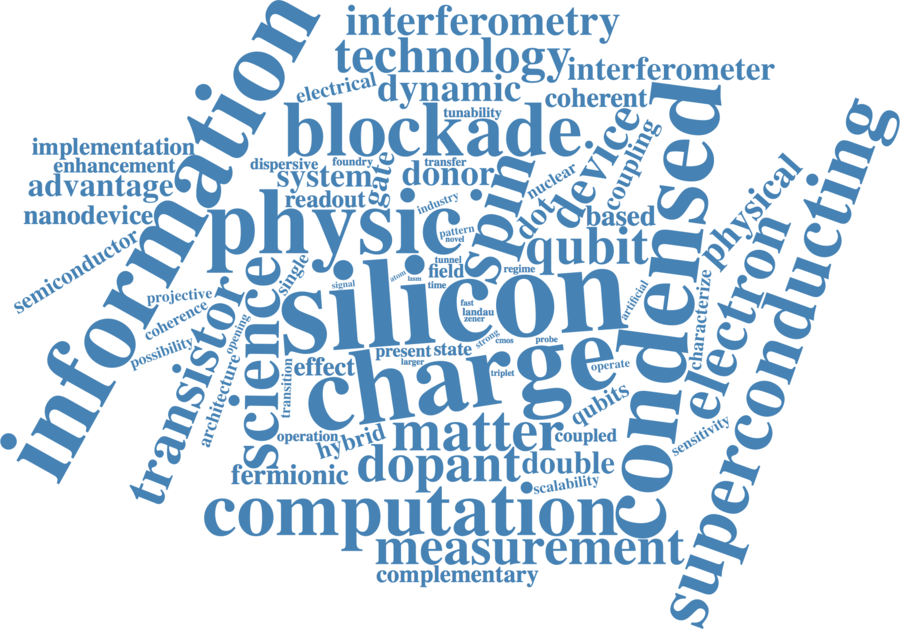 interferometry
technology
interferometer
electrical
dynamic
coherent
tunability
information
blockade
device
condensed
superconducting
implementation
enhancement
advantage
nanodevice
semiconductor
dispersive
foundry
transfer
system
gate
donor
readout
industry
spin
nuclear
dot
coupling
based
physical
physic
pattern
novel
qubit
tunnel
field
time
regime
single
signal
atom
lasm
silicon
fast
landau
zener
artificial
characterize
electron
projective
coherence
possibility
opening
transistor
architecture
science
transition
effect
present
state
larger
strong
cmos
probe
triplet
operate
charge
qubits
operation
hybrid
matter
coupled
sensitivity
fermionic
dopant
double
scalability
computation
measurement
complementary